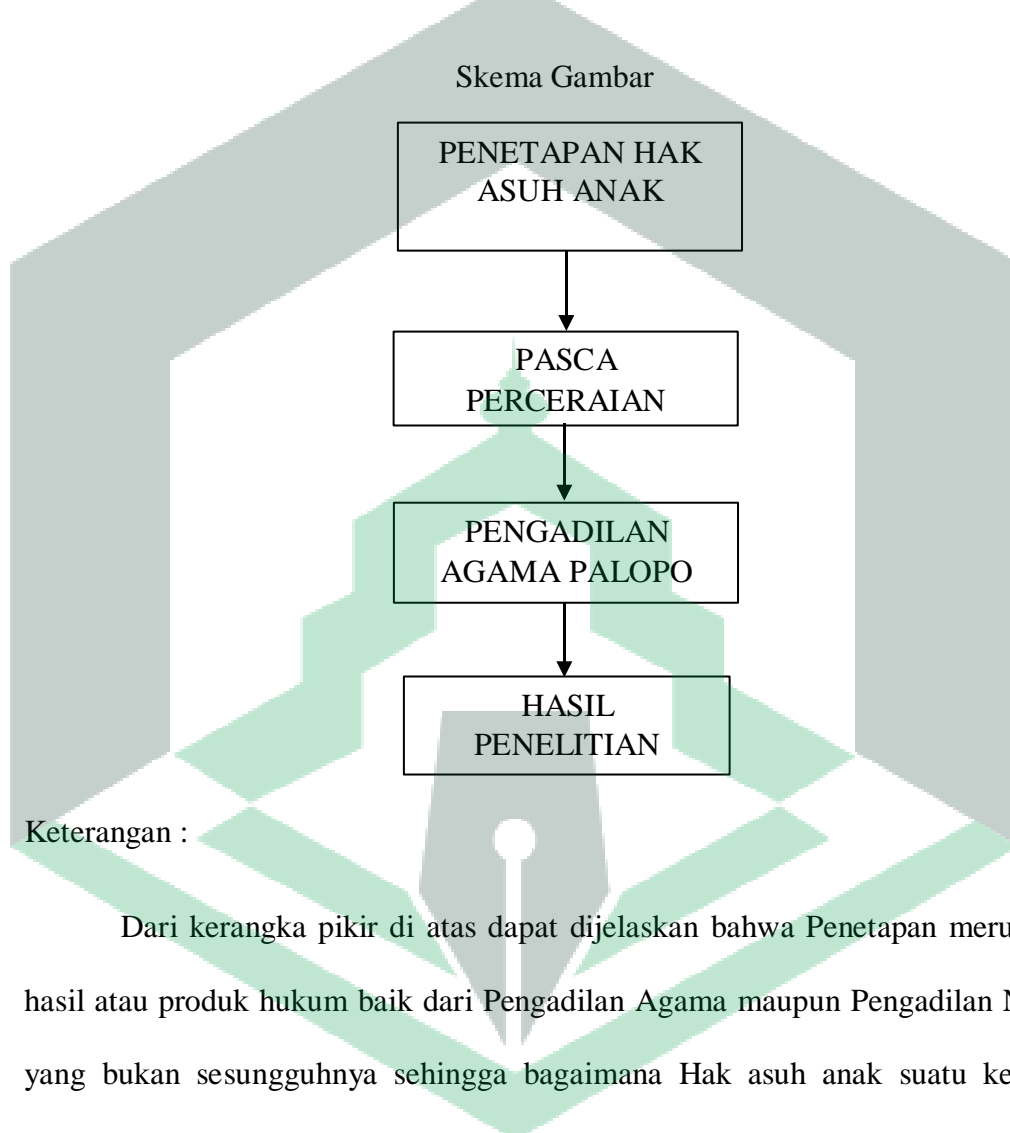 Skema Gambar
PENETAPAN HAK
ASUH ANAK
PASCA
PERCERAIAN
PENGADILAN
AGAMA PALOPO
HASIL
PENELITIAN
Keterangan :
Dari kerangka pikir di atas dapat dijelaskan bahwa Penetapan
hasil atau produk hukum baik dari Pengadilan Agama maupun Pengadilan
yang bukan sesungguhnya sehingga bagaimana Hak asuh anak suatu